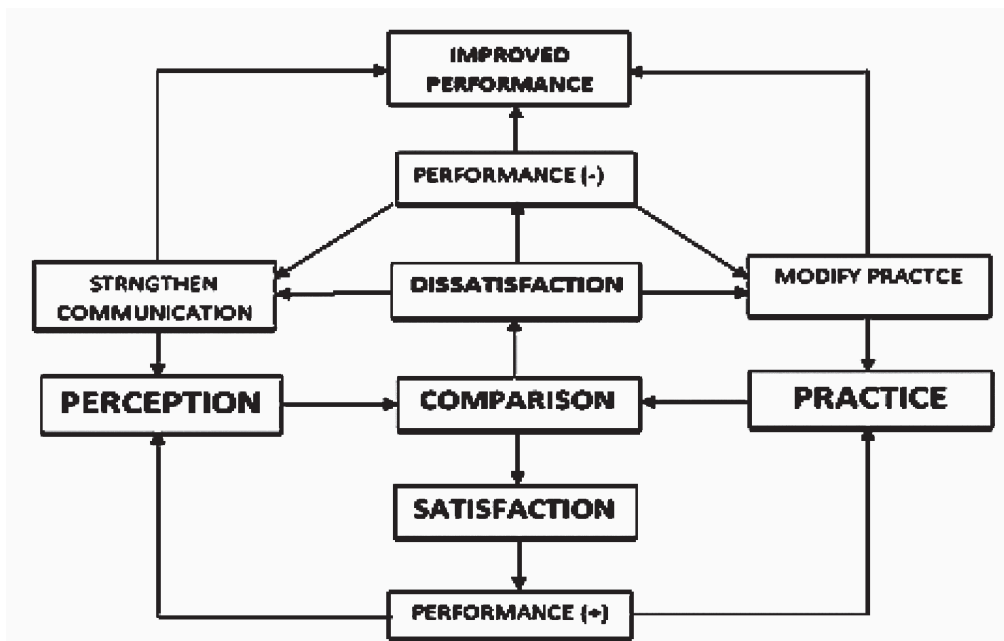 IMPROVED
PERFORMANCE
PERFORMANCE (-)
STRNGTHEN
COMMUNICATION
DISSATISFACTION
MODIFY PRACTCE
PERCEPTION
COMPARISON
PRACTICE
SATISFACTION
PERFORMANCE (+)